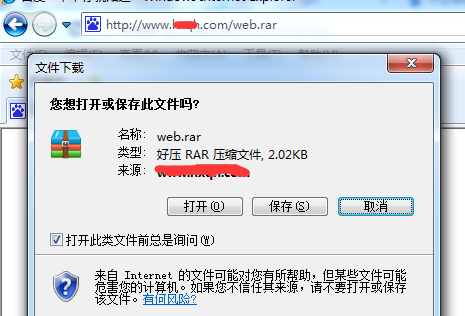 http://www.h
.com/web.rar
文件下载
您想打开或保存此文件吗?
名称: web.rar
类型: 好压 RAR 压缩文件, 2.02KB
来源:
打开(O)
保存(S)
取消
打开此类文件前总是询问(W)
来自 Internet 的文件可能对您有所帮助，但某些文件可能
危害您的计算机。如果您不信任其来源，请不要打开或保存
该文件。有何风险?